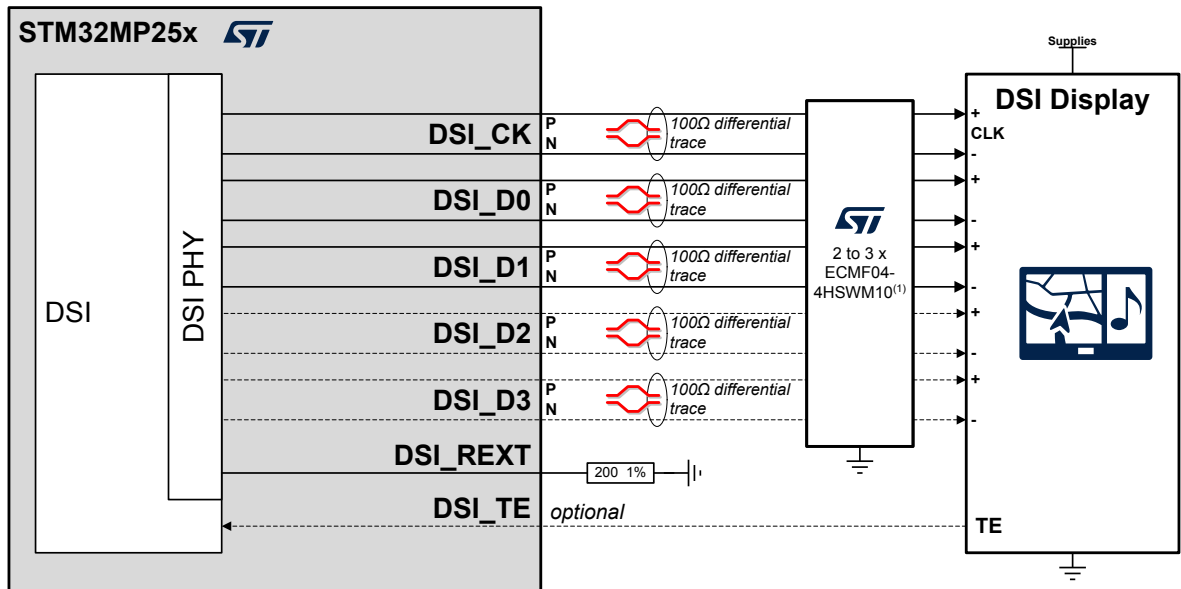 STM32MP25x
Supplies
DSI Display
DSI
DSI PHY
DSI_CK
P
N
100Ω differential
trace
+
CLK
-
DSI_D0
P
N
100Ω differential
trace
+
-
DSI_D1
P
N
100Ω differential
trace
+
-
DSI_D2
P
N
100Ω differential
trace
+
-
DSI_D3
P
N
100Ω differential
trace
+
-
2 to 3 x
ECMF04-
4HSWM10(1)
DSI_REXT
200 1%
DSI_TE
optional
TE